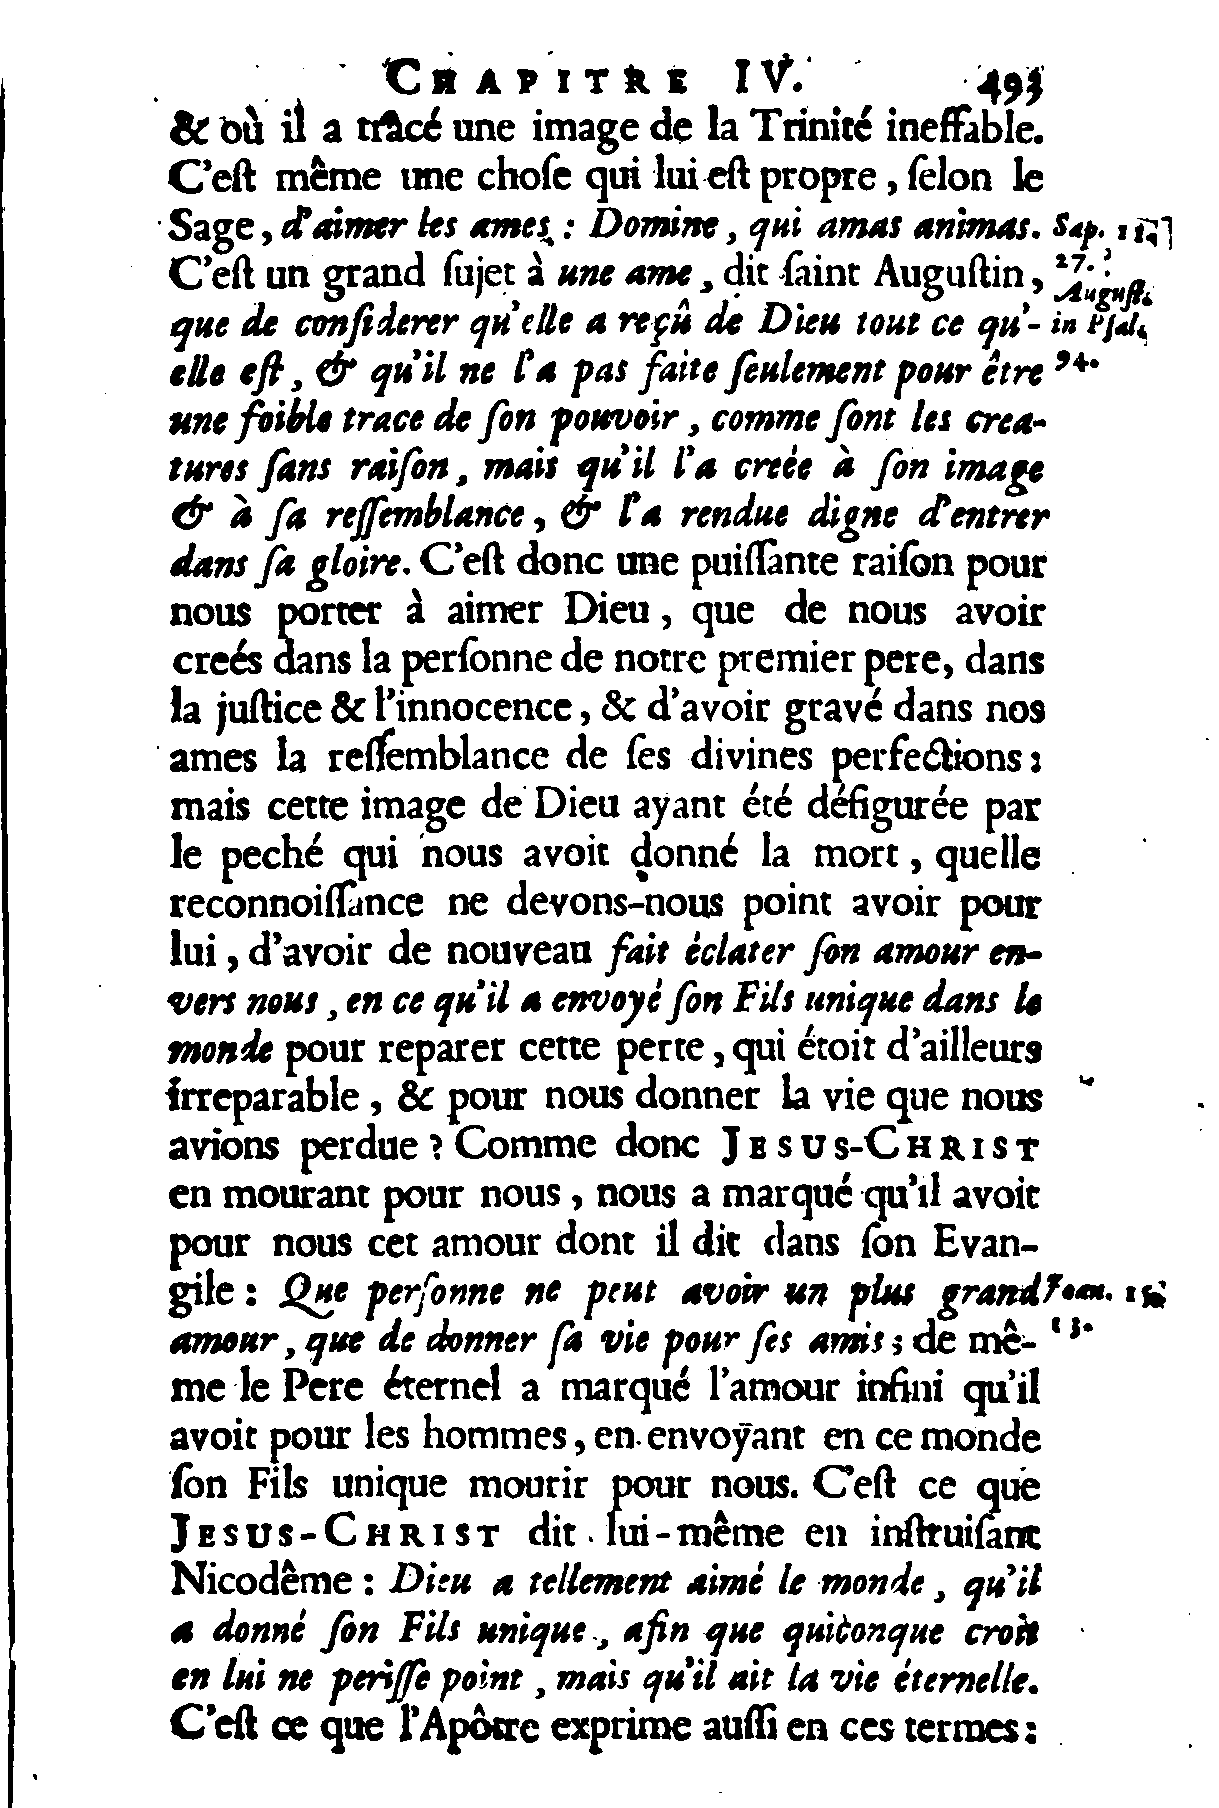 CHAPITRE IV. 493
& où il a tracé une image de la Trinité ineffable.
C'eſt même une choſe qui lui eſt propre, ſelon le
Sage, d'aimer les ames : Domine, qui amas animas. Sap. 11.
C'eſt un grand ſujet à une ame, dit ſaint Auguſtin, 27.
Auguſt.
que de conſiderer qu'elle a reçû de Dieu tout ce qu'- in Pſal.
elle eſt, & qu'il ne l'a pas faite ſeulement pour être 94.
une foible trace de ſon pouvoir, comme ſont les crea-
tures ſans raiſon, mais qu'il l'a creée à ſon image
& à ſa reſſemblance, & l'a rendue digne d'entrer
dans ſa gloire. C'eſt donc une puiſſante raiſon pour
nous porter à aimer Dieu, que de nous avoir
creés dans la perſonne de notre premier pere, dans
la juſtice & l'innocence, & d'avoir gravé dans nos
ames la reſſemblance de ſes divines perfections :
mais cette image de Dieu ayant été défigurée par
le peché qui nous avoit donné la mort, quelle
reconnoiſſance ne devons-nous point avoir pour
lui, d'avoir de nouveau fait éclater ſon amour en-
vers nous, en ce qu'il a envoyé ſon Fils unique dans le
monde pour reparer cette perte, qui étoit d'ailleurs
irreparable, & pour nous donner la vie que nous
avions perdue ? Comme donc JESUS-CHRIST
en mourant pour nous, nous a marqué qu'il avoit
pour nous cet amour dont il dit dans ſon Evan-
gile : Que perſonne ne peut avoir un plus grand Joan. 15.
amour, que de donner ſa vie pour ſes amis ; de mê- 13.
me le Pere éternel a marqué l'amour infini qu'il
avoit pour les hommes, en envoyant en ce monde
ſon Fils unique mourir pour nous. C'eſt ce que
JESUS-CHRIST dit lui-même en inſtruiſant
Nicodême : Dieu a tellement aimé le monde, qu'il
a donné ſon Fils unique, afin que quiconque croit
en lui ne periſſe point, mais qu'il ait la vie éternelle.
C'eſt ce que l'Apôtre exprime auſſi en ces termes :